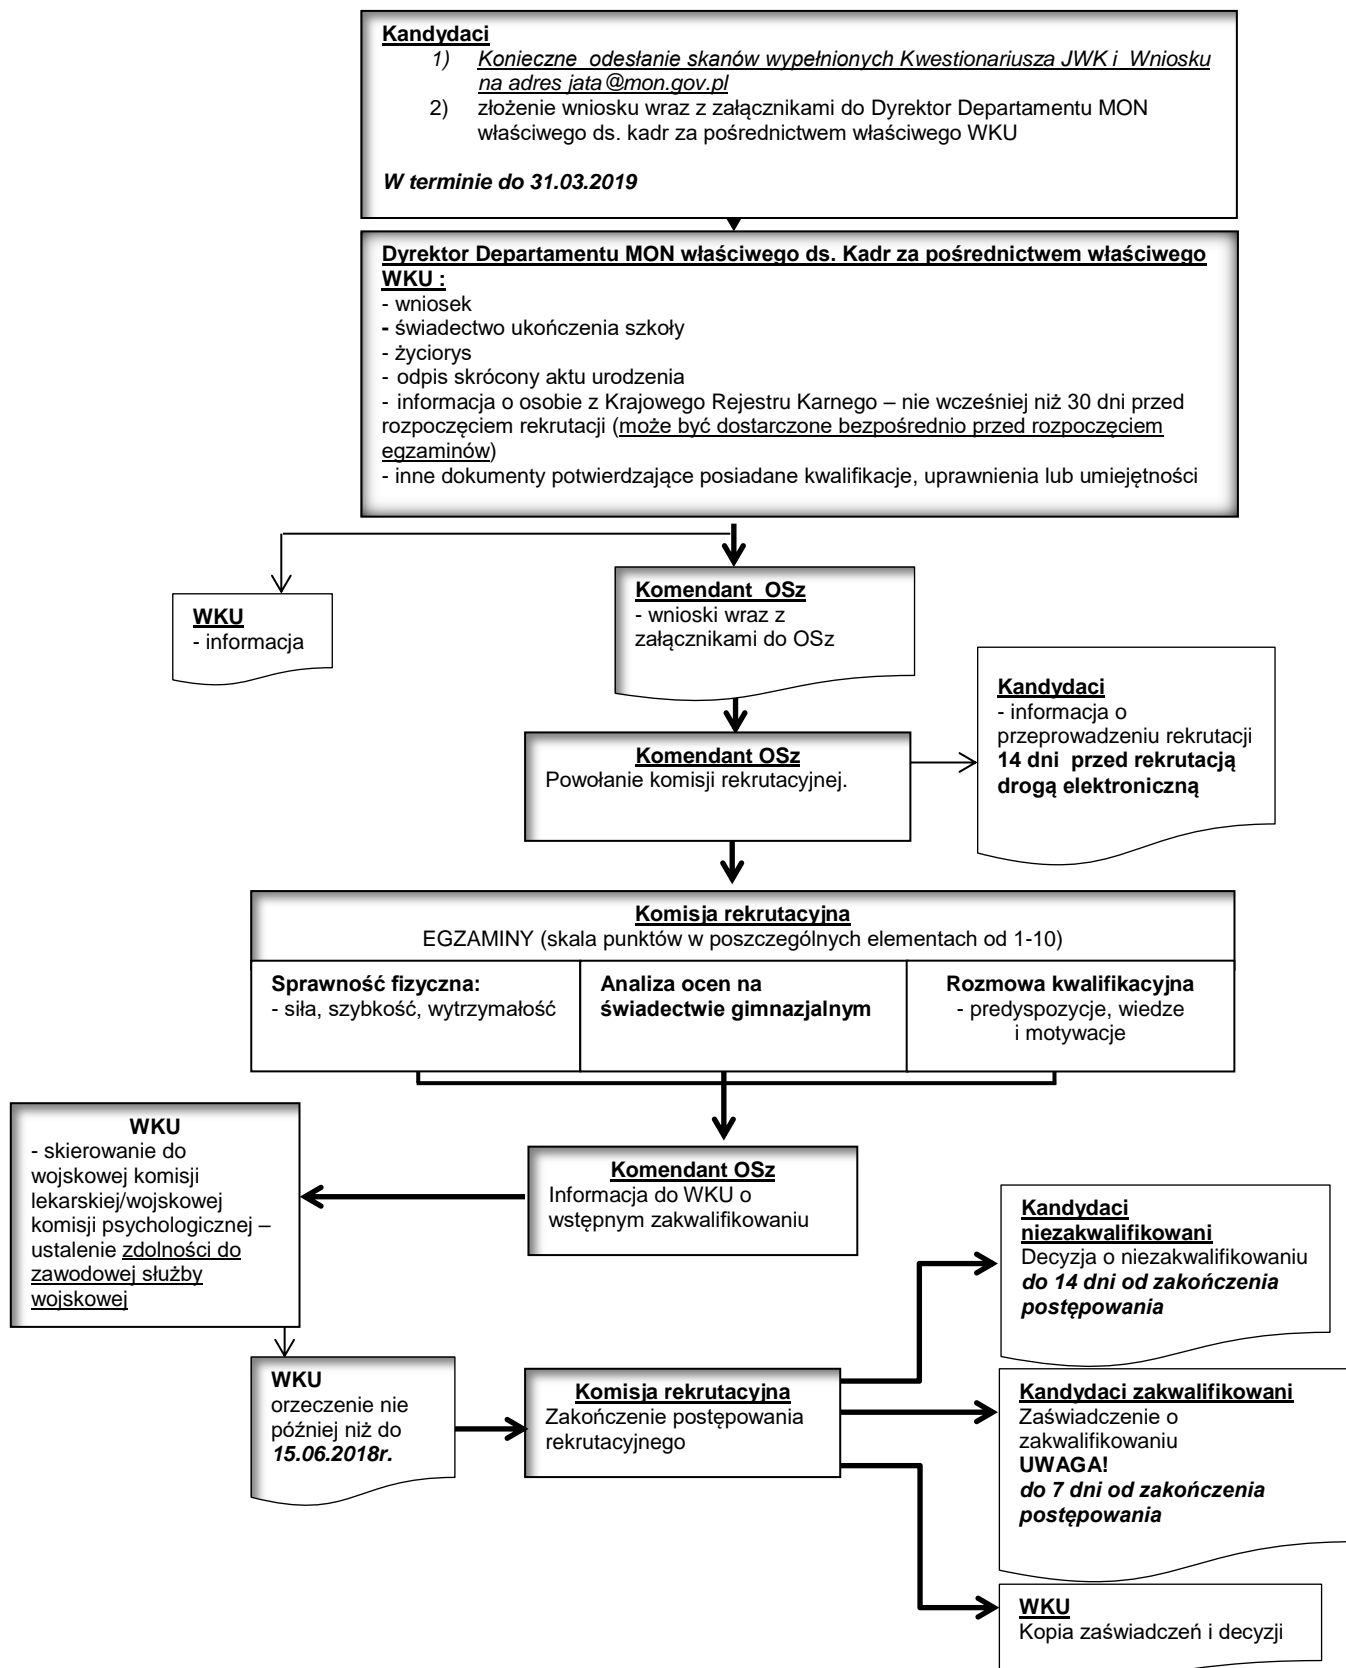 Kandydaci
1) Konieczne odesłanie skanów wypełnionych Kwestionariusza JWK i Wniosku
na adres jata@mon.gov.pl
2) złożenie wniosku wraz z załącznikami do Dyrektor Departamentu MON
właściwego ds. kadr za pośrednictwem właściwego WKU
W terminie do 31.03.2019
Dyrektor Departamentu MON właściwego ds. Kadr za pośrednictwem właściwego
WKU :
- wniosek
- świadectwo ukończenia szkoły
- życiorys
- odpis skrócony aktu urodzenia
- informacja o osobie z Krajowego Rejestru Karnego – nie wcześniej niż 30 dni przed
rozpoczęciem rekrutacji (może być dostarczone bezpośrednio przed rozpoczęciem
egzaminów)
- inne dokumenty potwierdzające posiadane kwalifikacje, uprawnienia lub umiejętności
WKU
- informacja
Komendant OSz
- wnioski wraz z
załącznikami do OSz
Kandydaci
- informacja o
przeprowadzeniu rekrutacji
14 dni przed rekrutacją
drogą elektroniczną
Komendant OSz
Powołanie komisji rekrutacyjnej.
Komisja rekrutacyjna
EGZAMINY (skala punktów w poszczególnych elementach od 1-10)
Sprawność fizyczna:
- siła, szybkość, wytrzymałość
Analiza ocen na
świadectwie gimnazjalnym
Rozmowa kwalifikacyjna
- predyspozycje, wiedze
i motywacje
WKU
- skierowanie do
wojskowej komisji
lekarskiej/wojskowej
komisji psychologicznej –
ustalenie zdolności do
zawodowej służby
wojskowej
Komendant OSz
Informacja do WKU o
wstępnym zakwalifikowaniu
Kandydaci
niezakwalifikowani
Decyzja o niezakwalifikowaniu
do 14 dni od zakończenia
postępowania
WKU
orzeczenie nie
później niż do
15.06.2018r.
Komisja rekrutacyjna
Zakończenie postępowania
rekrutacyjnego
Kandydaci zakwalifikowani
Zaświadczenie o
zakwalifikowaniu
UWAGA!
do 7 dni od zakończenia
postępowania
WKU
Kopia zaświadczeń i decyzji